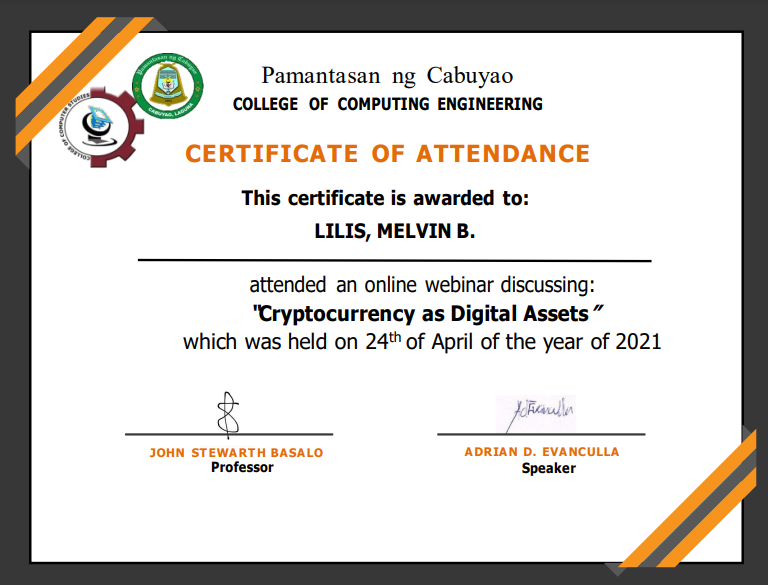 Pamantasan ng Cabuyao
CABUYAO, LAGUNA
COLLEGE OF COMPUTER STUDIES
Pamantasan ng Cabuyao
COLLEGE OF COMPUTING ENGINEERING
CERTIFICATE OF ATTENDANCE
This certificate is awarded to:
LILIS, MELVIN B.
attended an online webinar discussing:
"Cryptocurrency as Digital Assets"
which was held on 24th of April of the year of 2021
JOHN STEWARTH BASALO
Professor
ADRIAN D. EVANCULLA
Speaker